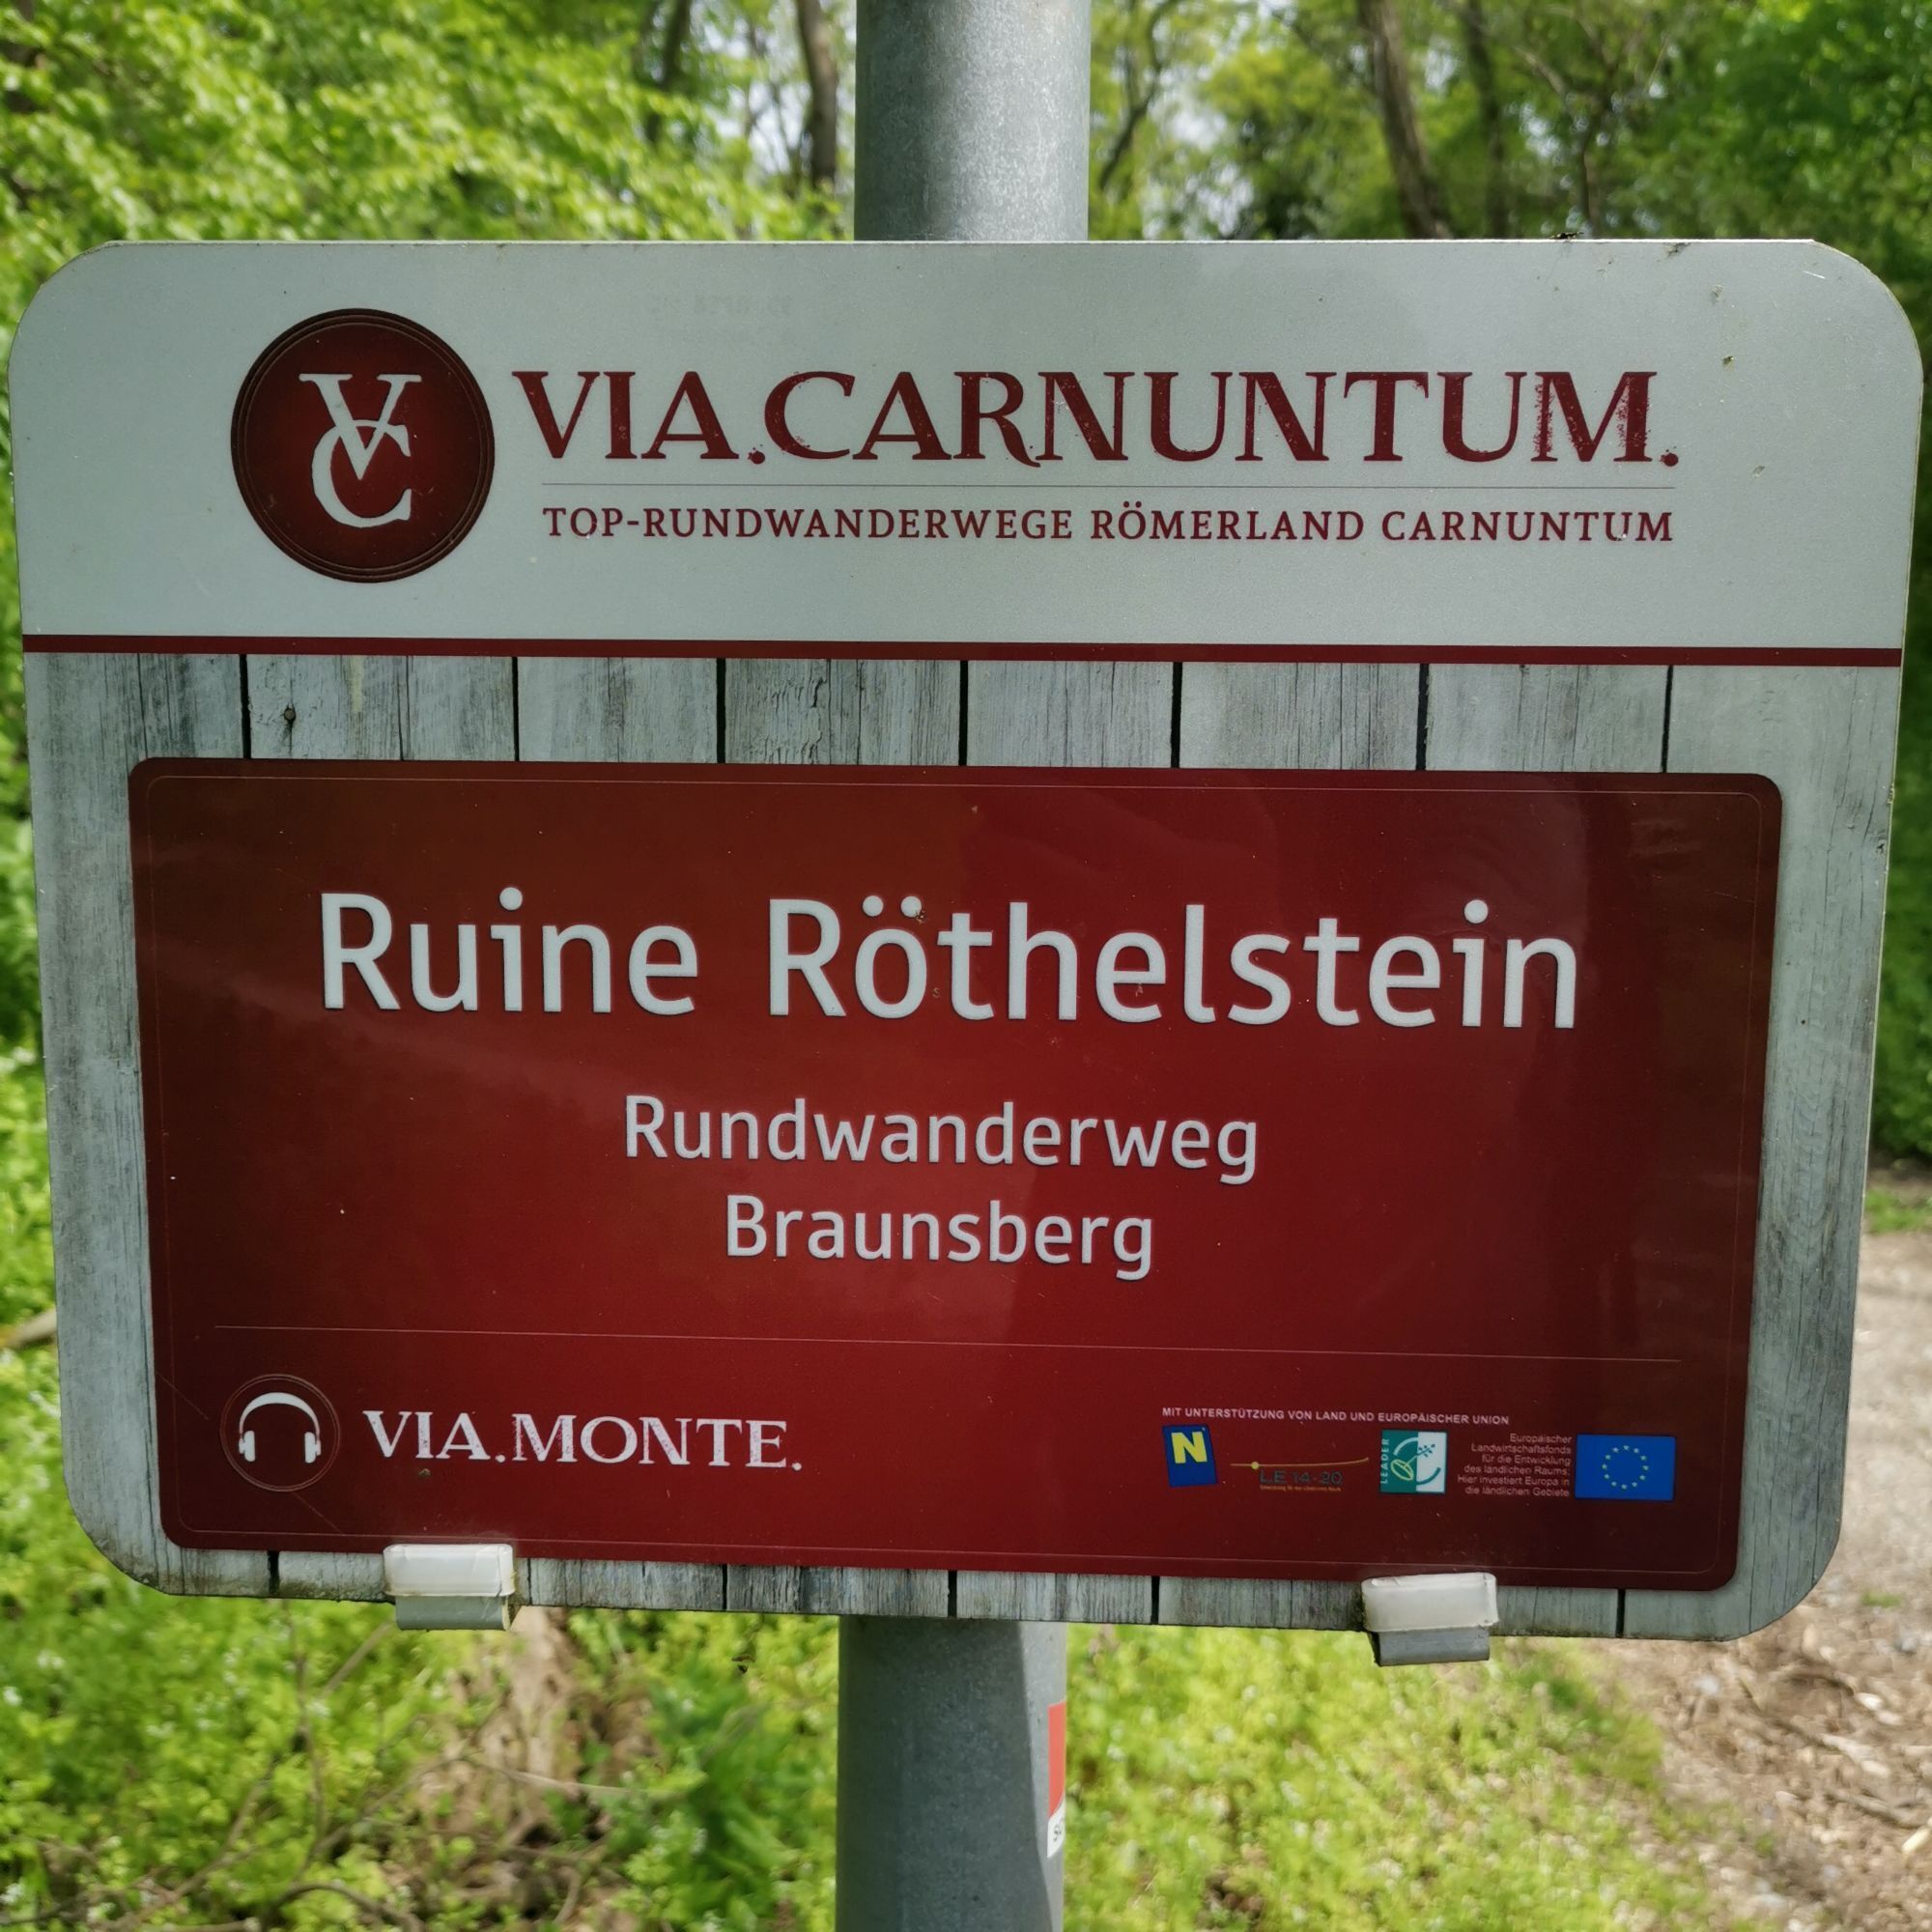 VC
VIA.CARNUNTUM.
TOP-RUNDWANDERWEGE RÖMERLAND CARNUNTUM
Ruine Röthelstein
Rundwanderweg
Braunsberg
VIA.MONTE.
MIT UNTERSTÜTZUNG VON LAND UND EUROPÄISCHER UNION
N
LE 14-20
LEADER
Europäischer
Landwirtschaftsfonds
für die Entwicklung
des ländlichen Raums:
Hier investiert Europa in
die ländlichen Gebiete